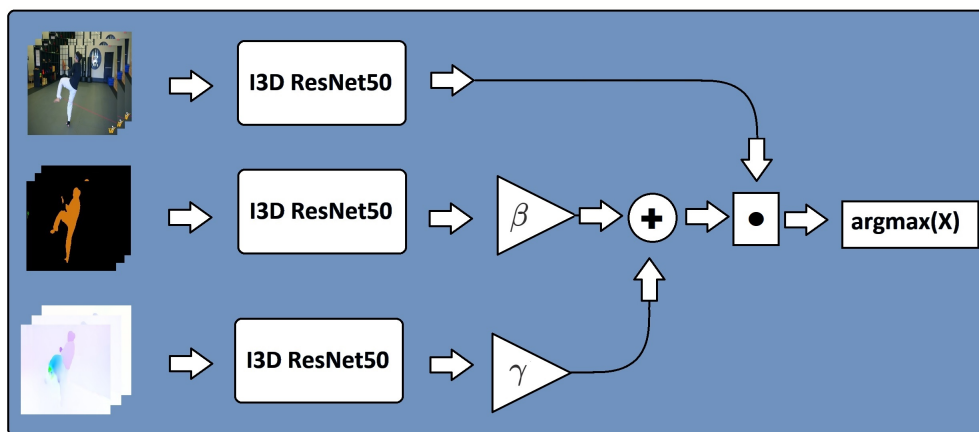 I3D ResNet50
I3D ResNet50
β
argmax(X)
I3D ResNet50
γ